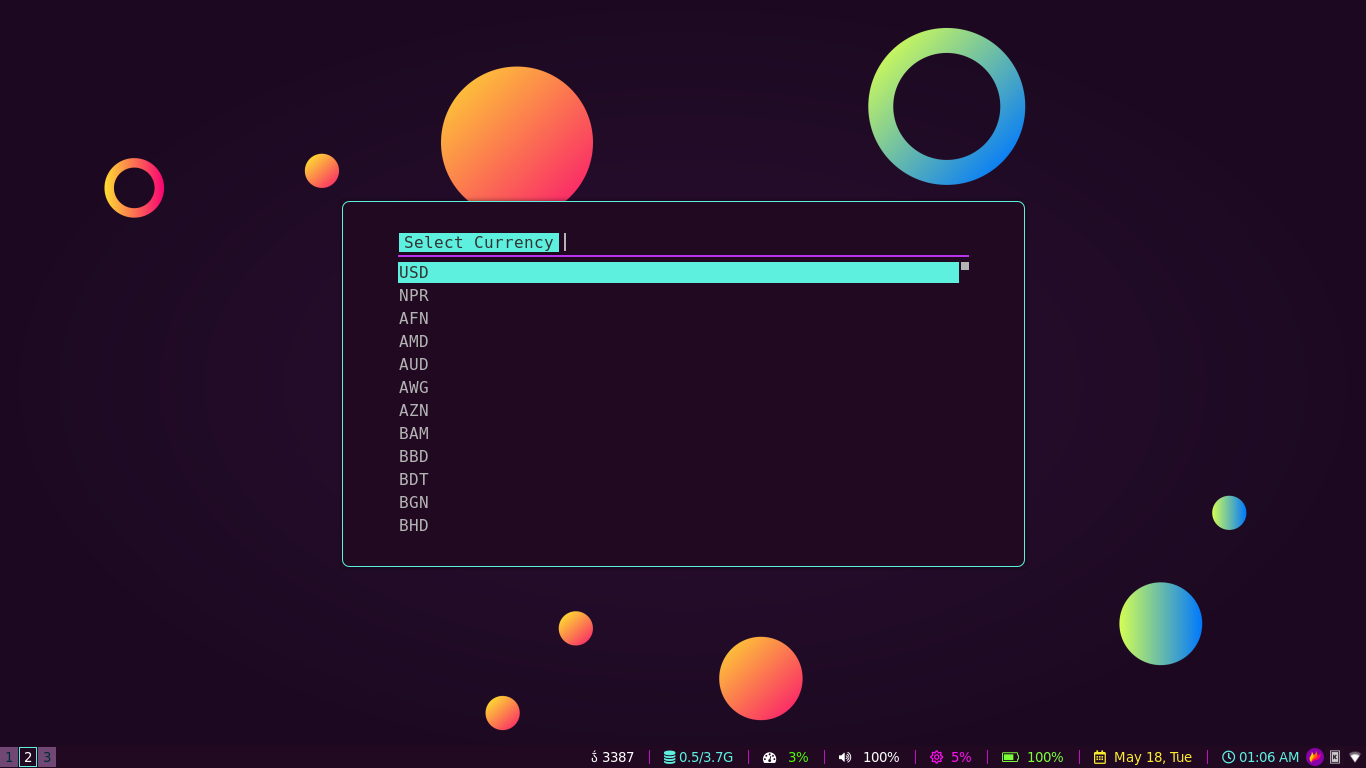 Select Currency
USD
NPR
AFN
AMD
AUD
AWG
AZN
BAM
BBD
BDT
BGN
BHD
1 2 3 3387 0.5/3.7G 3% 100% 5% 100% May 18, Tue 01:06 AM